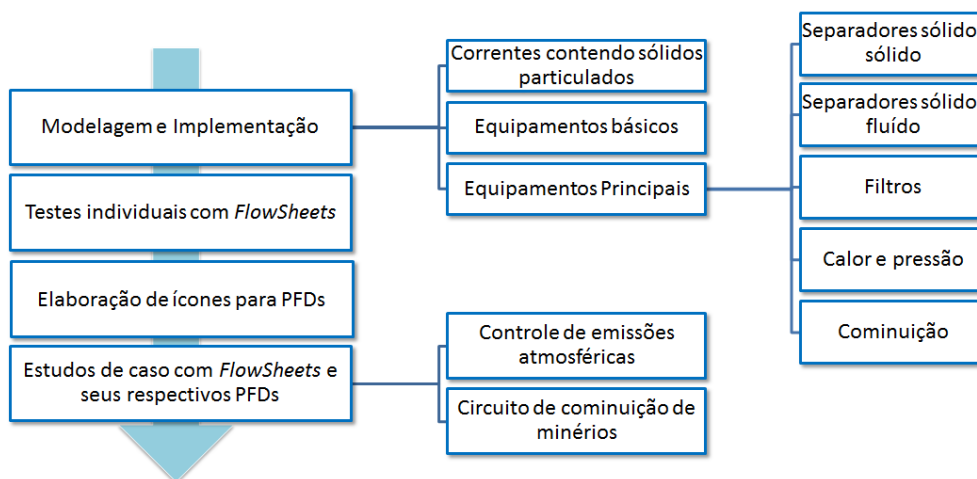 Modelagem e Implementação
Testes individuais com FlowSheets
Elaboração de ícones para PFDs
Estudos de caso com FlowSheets e
seus respectivos PFDs
Correntes contendo sólidos
particulados
Equipamentos básicos
Equipamentos Principais
Controle de emissões
atmosféricas
Circuito de cominuição de
minérios
Separadores sólido
sólido
Separadores sólido
fluído
Filtros
Calor e pressão
Cominuição